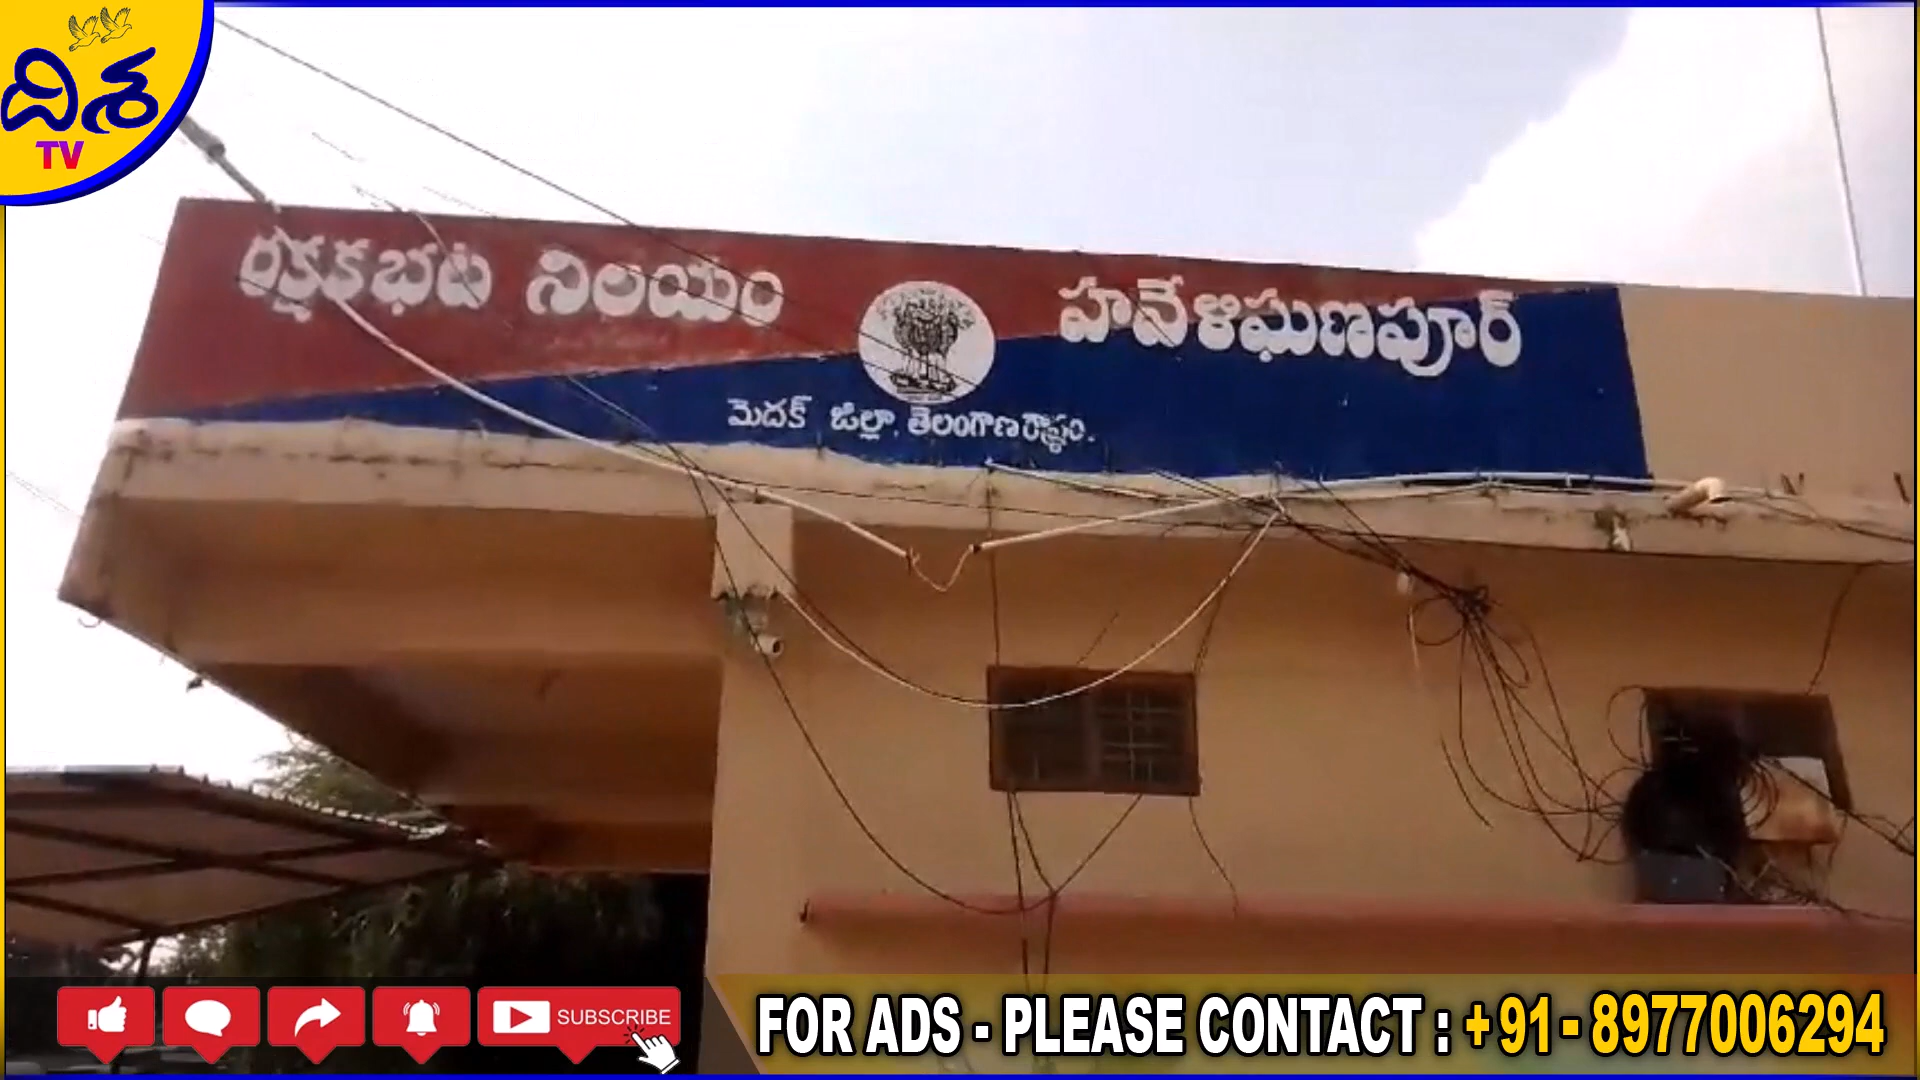 దిశ
TV
రక్షకభట నిలయం హవేళిఘణపూర్
మెదక్ జిల్లా, తెలంగాణ రాష్ట్రం.
SUBSCRIBE
FOR ADS - PLEASE CONTACT : +91 - 8977006294